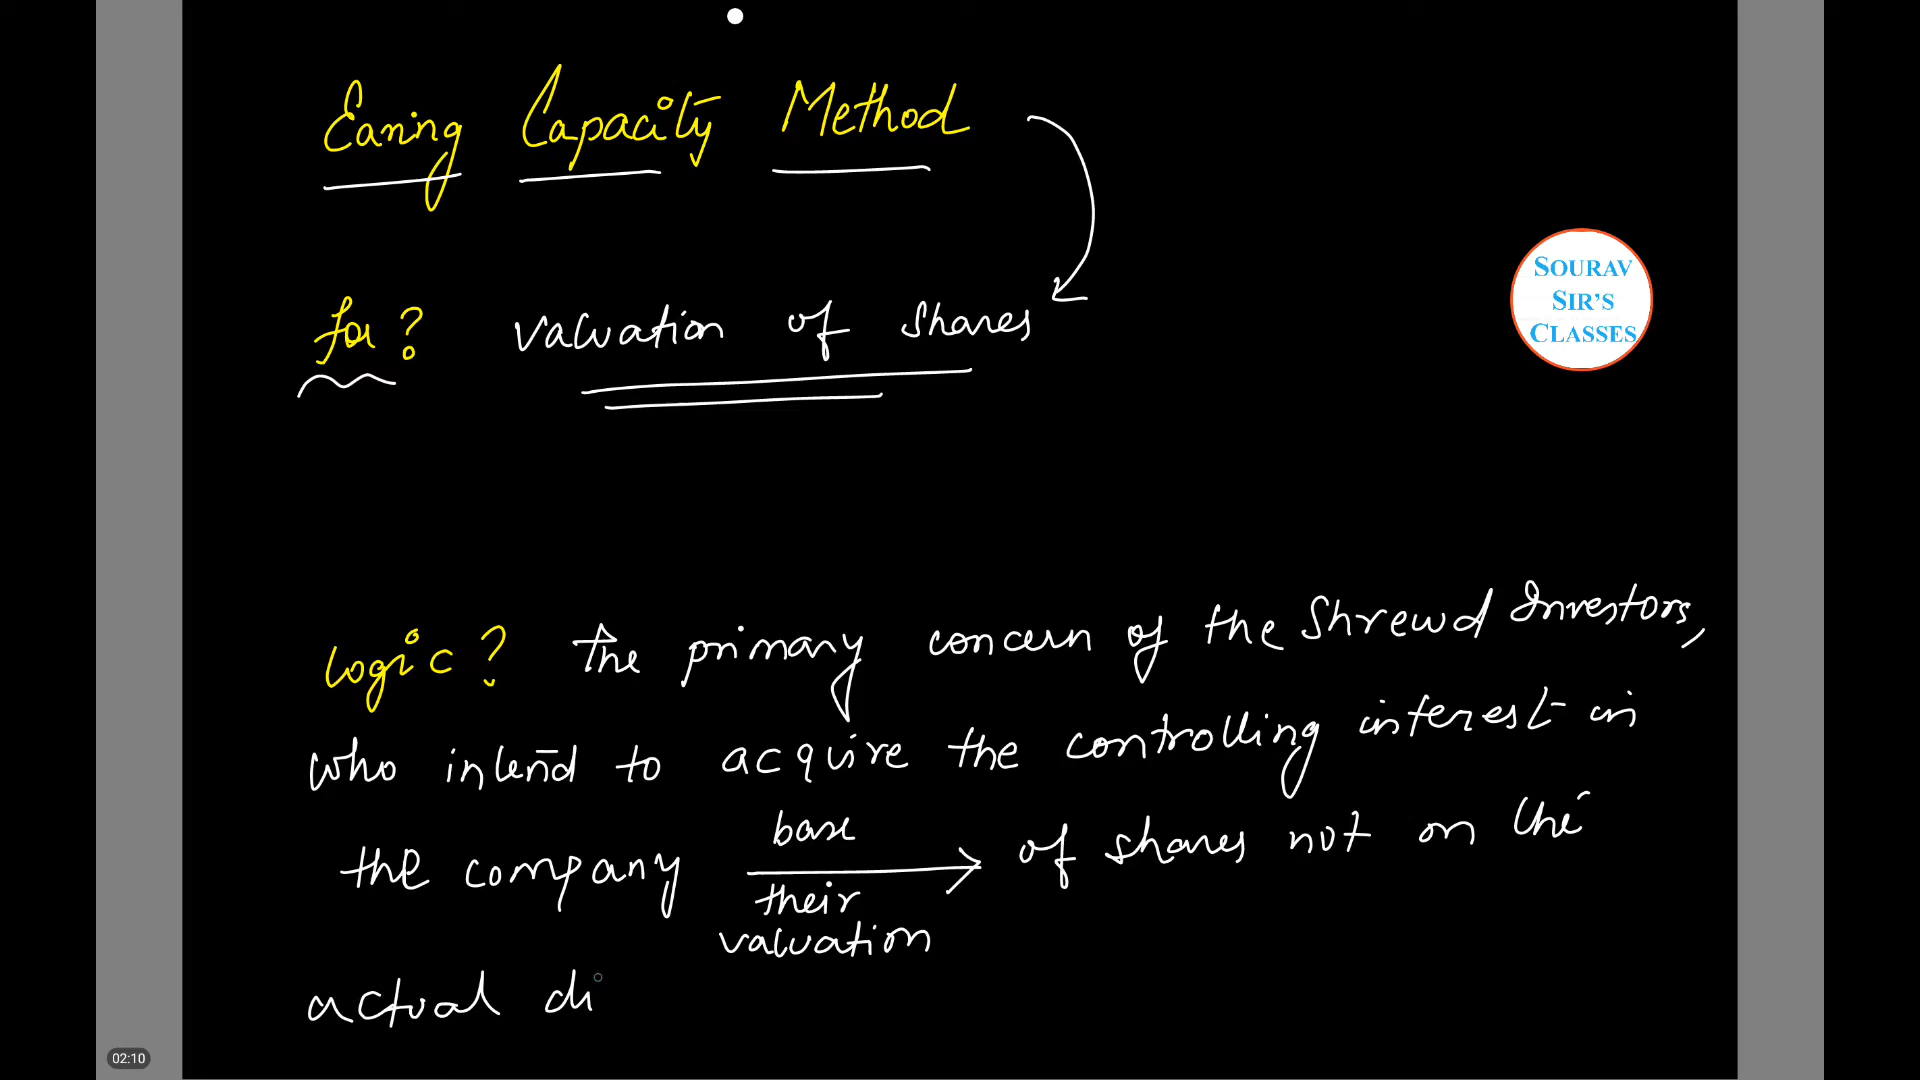 Earning Capacity Method
for? valuation of shares
SOURAV
SIR'S
CLASSES
logic? The primary concern of the Shrewd Investors,
who intend to acquire the controlling interest in
the company base of shares not on the
their
valuation
actual di
02:10